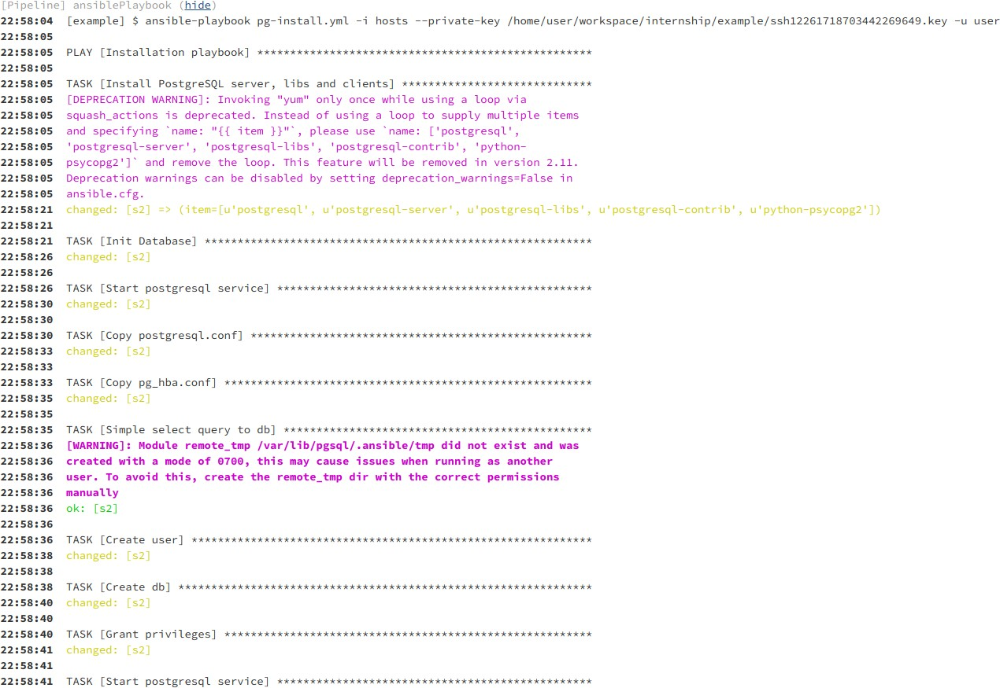 [Pipeline] ansiblePlaybook (hide)
22:58:04 [example] $ ansible-playbook pg-install.yml -i hosts --private-key /home/user/workspace/internship/example/ssh12261718703442269649.key -u user
22:58:05
22:58:05 PLAY [Installation playbook] ***************************************************
22:58:05
22:58:05 TASK [Install PostgreSQL server, libs and clients] *****************************
22:58:05 [DEPRECATION WARNING]: Invoking "yum" only once while using a loop via
22:58:05 squash_actions is deprecated. Instead of using a loop to supply multiple items
22:58:05 and specifying `name: "{{ item }}"`, please use `name: ['postgresql',
22:58:05 'postgresql-server', 'postgresql-libs', 'postgresql-contrib', 'python-
22:58:05 psycopg2']` and remove the loop. This feature will be removed in version 2.11.
22:58:05 Deprecation warnings can be disabled by setting deprecation_warnings=False in
22:58:05 ansible.cfg.
22:58:21 changed: [s2] => (item=[u'postgresql', u'postgresql-server', u'postgresql-libs', u'postgresql-contrib', u'python-psycopg2'])
22:58:21
22:58:21 TASK [Init Database] ***********************************************************
22:58:26 changed: [s2]
22:58:26
22:58:26 TASK [Start postgresql service] ************************************************
22:58:30 changed: [s2]
22:58:30
22:58:30 TASK [Copy postgresql.conf] ****************************************************
22:58:33 changed: [s2]
22:58:33
22:58:33 TASK [Copy pg_hba.conf] ********************************************************
22:58:35 changed: [s2]
22:58:35
22:58:35 TASK [Simple select query to db] ***********************************************
22:58:36 [WARNING]: Module remote_tmp /var/lib/pgsql/.ansible/tmp did not exist and was
22:58:36 created with a mode of 0700, this may cause issues when running as another
22:58:36 user. To avoid this, create the remote_tmp dir with the correct permissions
22:58:36 manually
22:58:36 ok: [s2]
22:58:36
22:58:36 TASK [Create user] *************************************************************
22:58:38 changed: [s2]
22:58:38
22:58:38 TASK [Create db] ***************************************************************
22:58:40 changed: [s2]
22:58:40
22:58:40 TASK [Grant privileges] ********************************************************
22:58:41 changed: [s2]
22:58:41
22:58:41 TASK [Start postgresql service] ************************************************